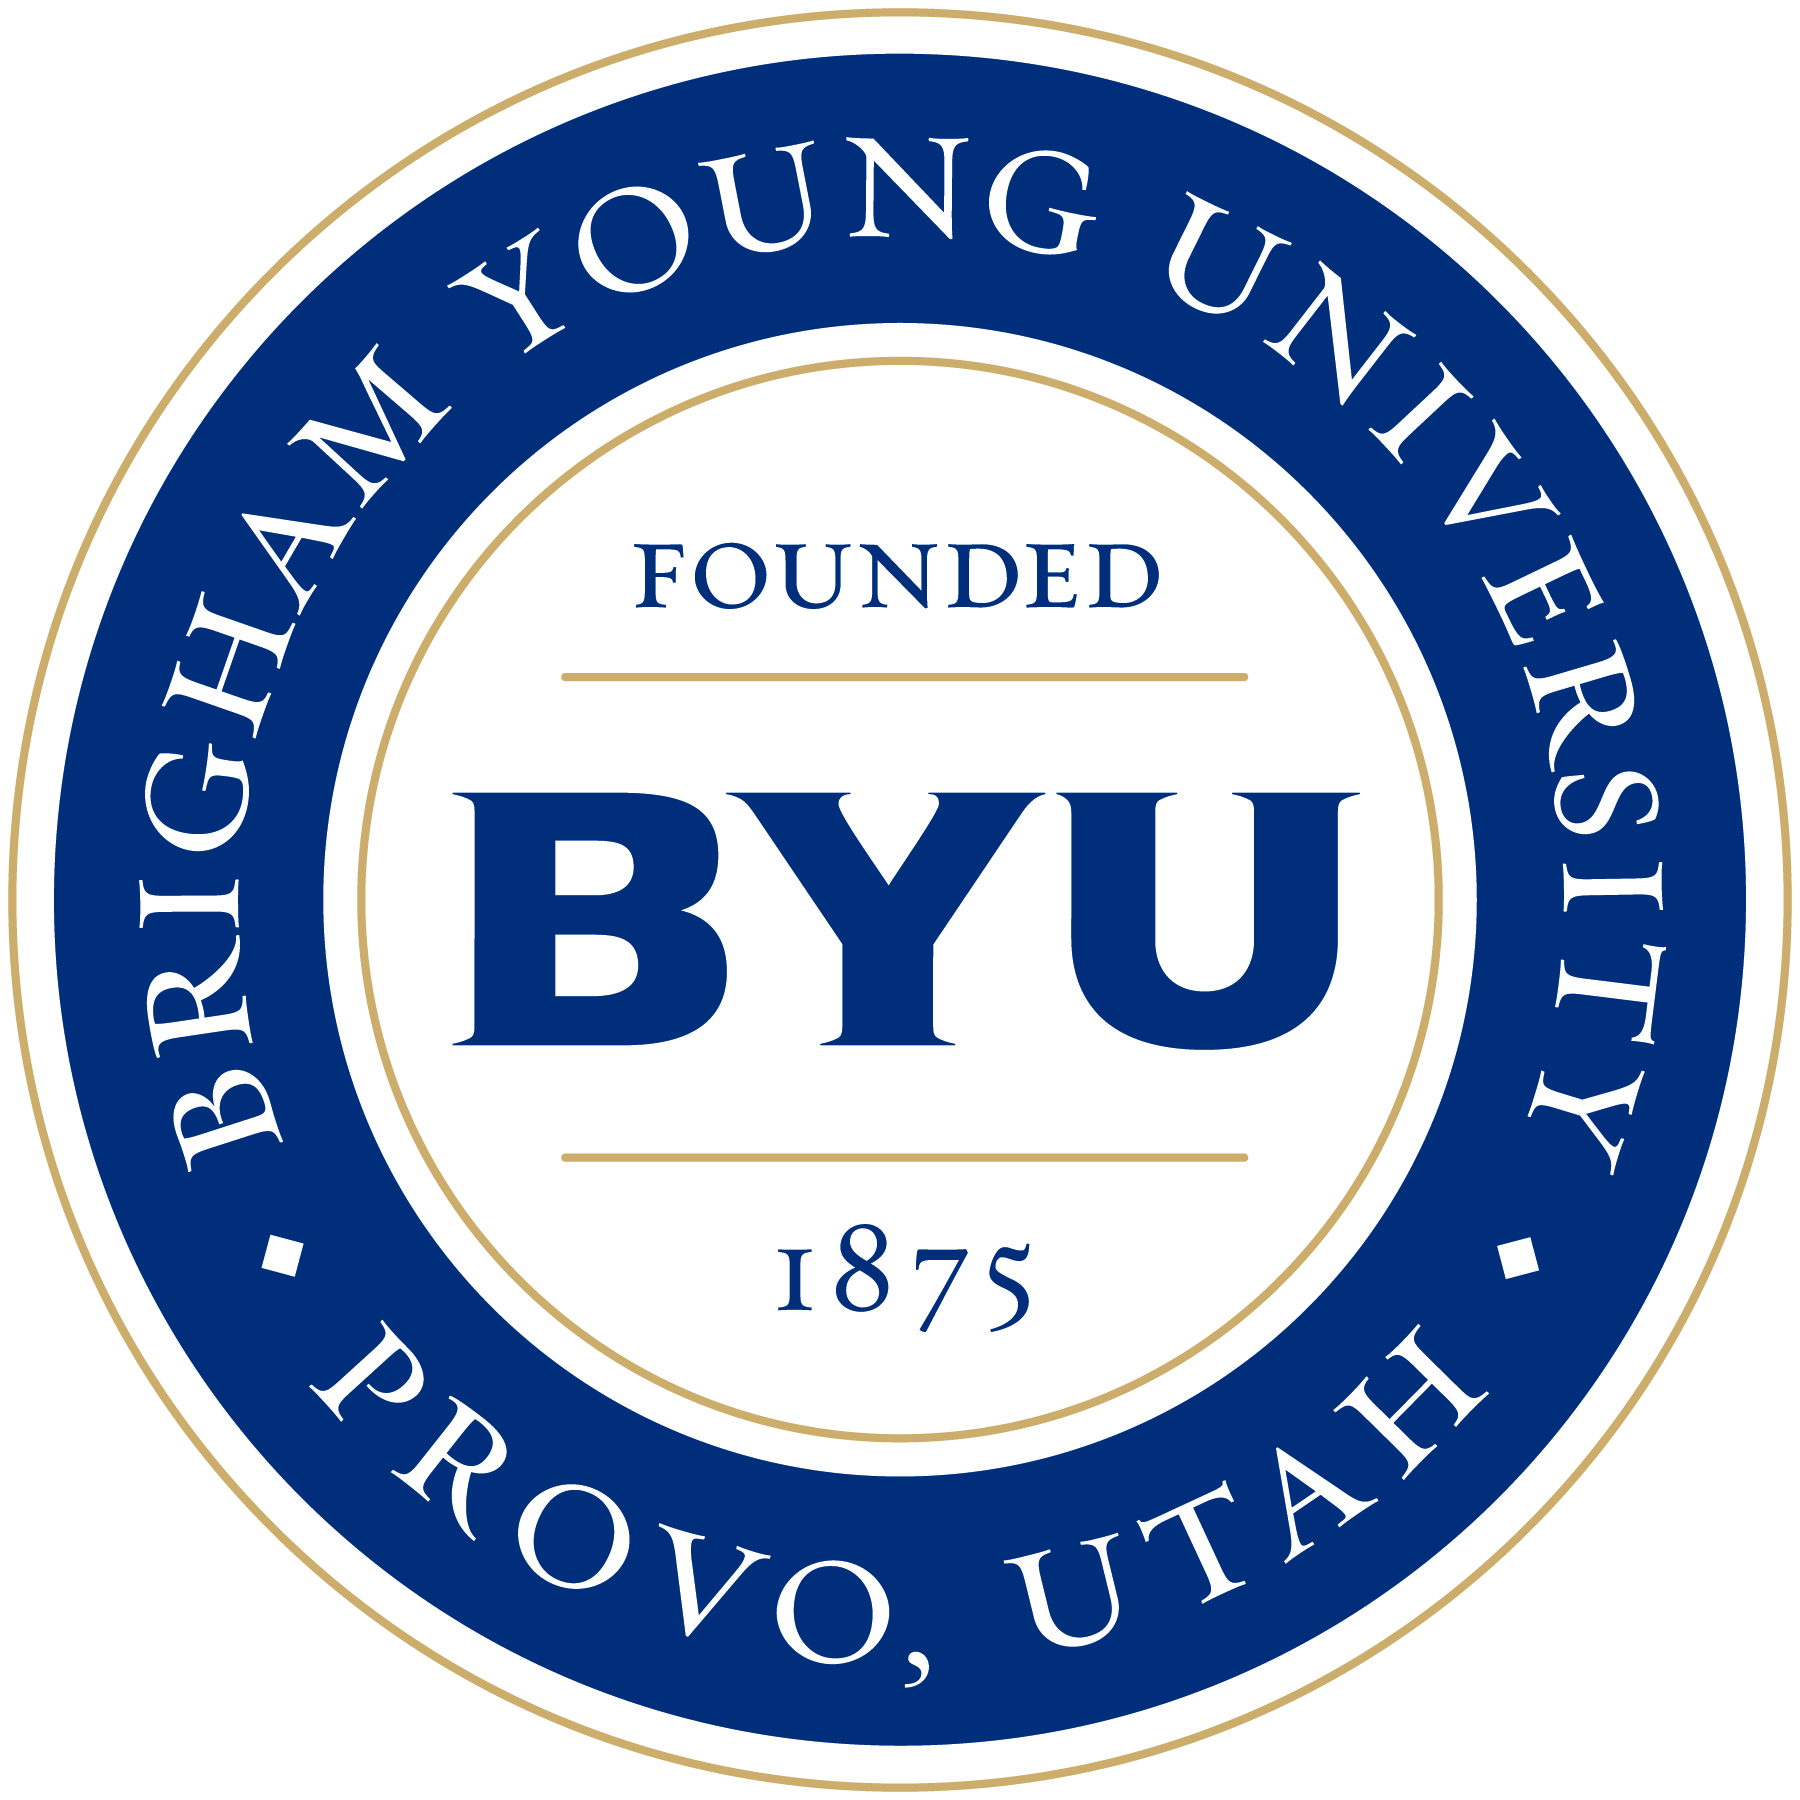 BRIGHAM YOUNG UNIVERSITY
FOUNDED
BYU
1875
PROVO, UTAH